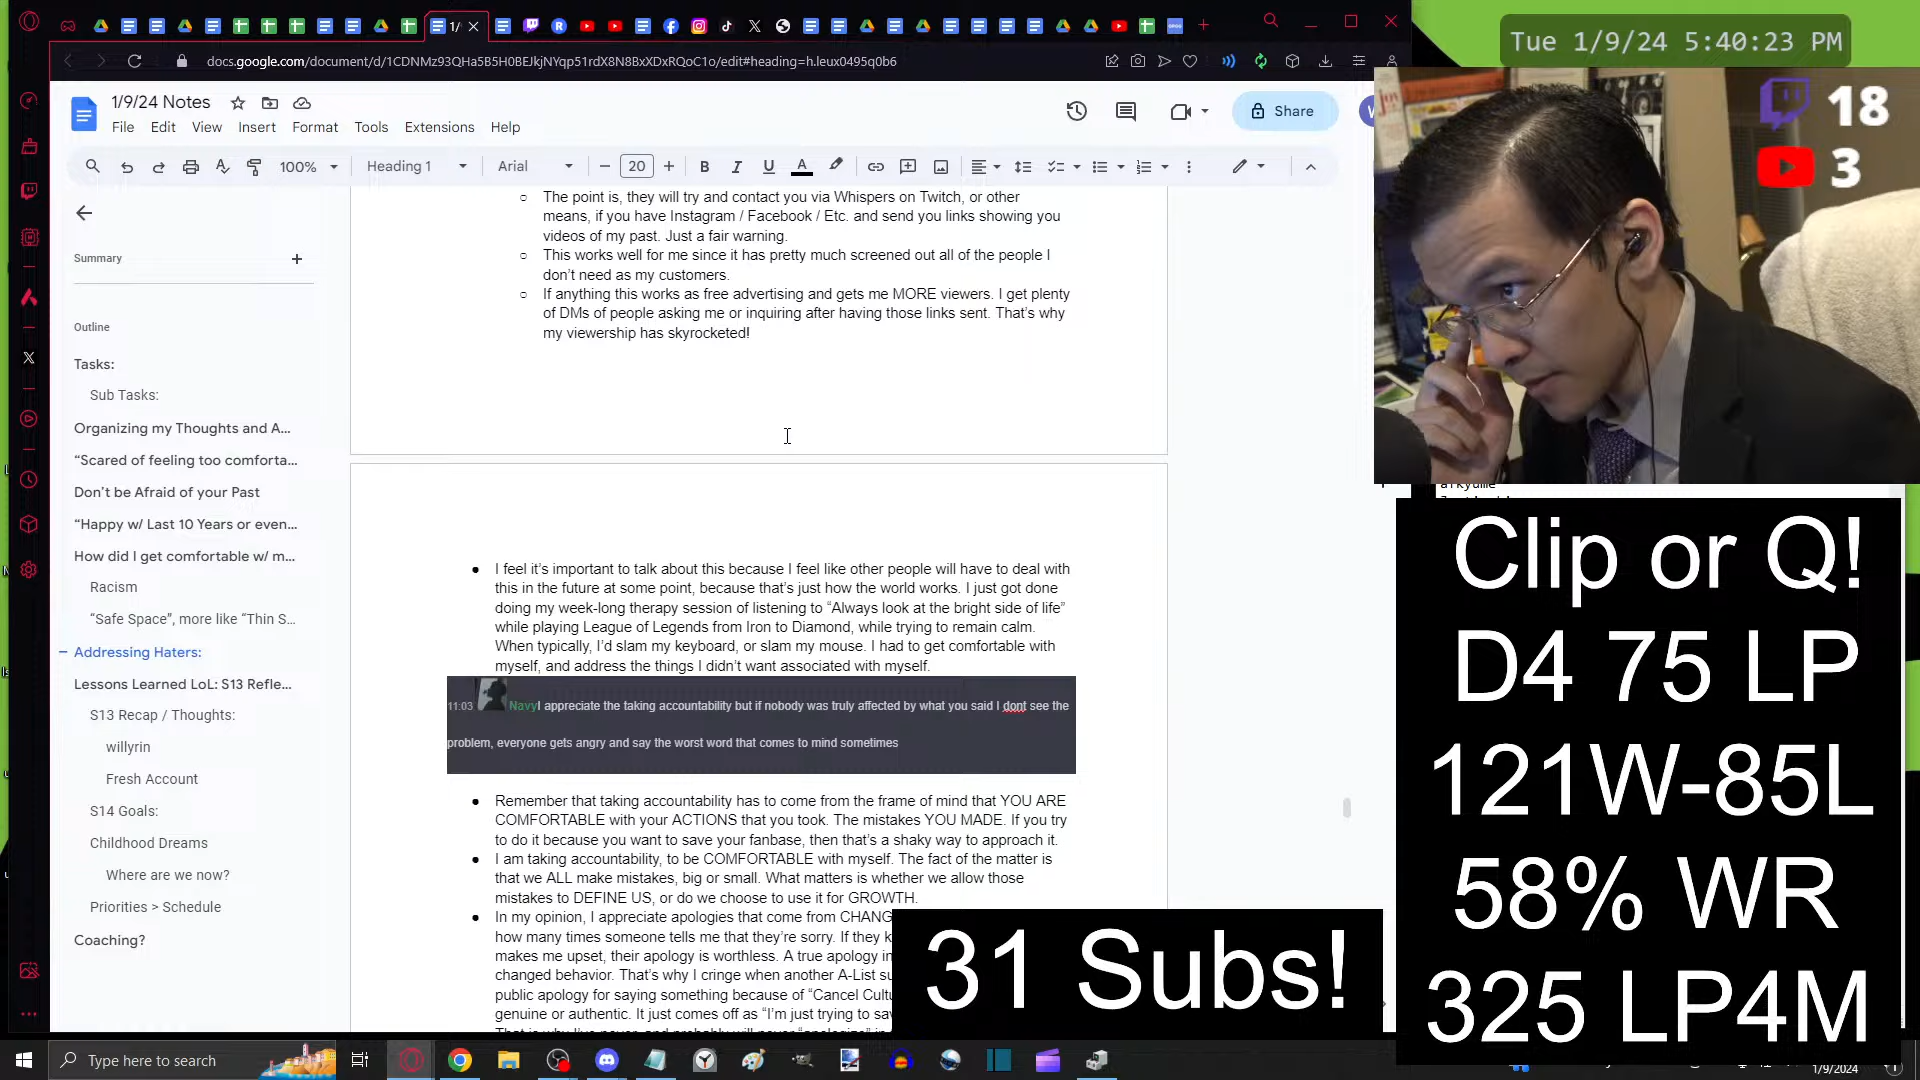 Tue 1/9/24 5:40:23 PM
18
3
1/
docs.google.com/document/d/1CDNMz93QHa5B5H0BEJkjNYqp51rdX8N8BxXDxRQoC1o/edit#heading=h.leux0495q0b6
1/9/24 Notes
File Edit View Insert Format Tools Extensions Help
Share
100% Heading 1 Arial 20
Summary
Outline
Tasks:
Sub Tasks:
Organizing my Thoughts and A...
“Scared of feeling too comforta...
Don’t be Afraid of your Past
“Happy w/ Last 10 Years or even...
How did I get comfortable w/ m...
Racism
“Safe Space”, more like “Thin S...
Addressing Haters:
Lessons Learned LoL: S13 Refle...
S13 Recap / Thoughts:
willyrin
Fresh Account
S14 Goals:
Childhood Dreams
Where are we now?
Priorities > Schedule
Coaching?
The point is, they will try and contact you via Whispers on Twitch, or other
means, if you have Instagram / Facebook / Etc. and send you links showing you
videos of my past. Just a fair warning.
This works well for me since it has pretty much screened out all of the people I
don’t need as my customers.
If anything this works as free advertising and gets me MORE viewers. I get plenty
of DMs of people asking me or inquiring after having those links sent. That’s why
my viewership has skyrocketed!
I feel it’s important to talk about this because I feel like other people will have to deal with
this in the future at some point, because that’s just how the world works. I just got done
doing my week-long therapy session of listening to “Always look at the bright side of life”
while playing League of Legends from Iron to Diamond, while trying to remain calm.
When typically, I’d slam my keyboard, or slam my mouse. I had to get comfortable with
myself, and address the things I didn’t want associated with myself.
11:03 NavyI appreciate the taking accountability but if nobody was truly affected by what you said I dont see the
problem, everyone gets angry and say the worst word that comes to mind sometimes
Remember that taking accountability has to come from the frame of mind that YOU ARE
COMFORTABLE with your ACTIONS that you took. The mistakes YOU MADE. If you try
to do it because you want to save your fanbase, then that’s a shaky way to approach it.
I am taking accountability, to be COMFORTABLE with myself. The fact of the matter is
that we ALL make mistakes, big or small. What matters is whether we allow those
mistakes to DEFINE US, or do we choose to use it for GROWTH.
In my opinion, I appreciate apologies that come from CHANG
how many times someone tells me that they’re sorry. If they k
makes me upset, their apology is worthless. A true apology in
changed behavior. That’s why I cringe when another A-List su
public apology for saying something because of “Cancel Cultu
genuine or authentic. It just comes off as “I’m just trying to sav
Clip or Q!
D4 75 LP
121W-85L
58% WR
325 LP4M
31 Subs!
Type here to search
1/9/2024